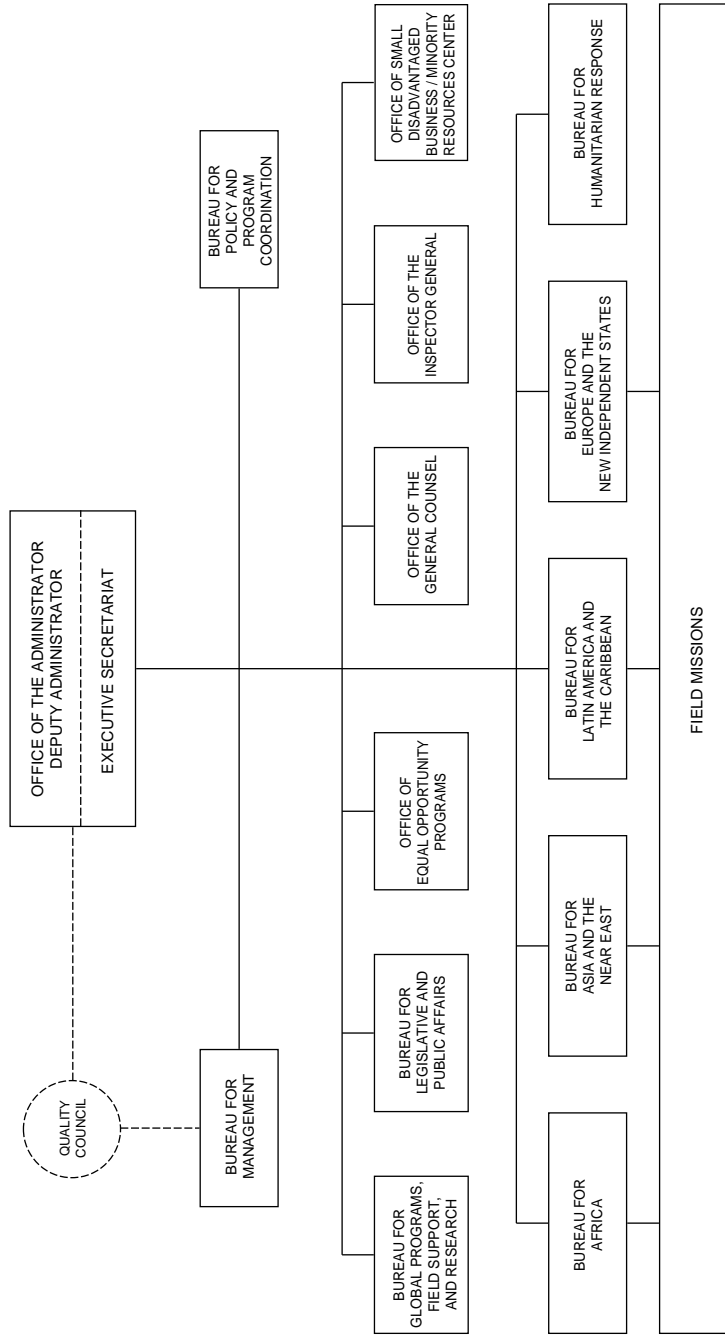 OFFICE OF THE ADMINISTRATOR
DEPUTY ADMINISTRATOR
EXECUTIVE SECRETARIAT
QUALITY
COUNCIL
BUREAU FOR
MANAGEMENT
BUREAU FOR
POLICY AND
PROGRAM
COORDINATION
BUREAU FOR
GLOBAL PROGRAMS,
FIELD SUPPORT,
AND RESEARCH
BUREAU FOR
LEGISLATIVE AND
PUBLIC AFFAIRS
OFFICE OF
EQUAL OPPORTUNITY
PROGRAMS
OFFICE OF THE
GENERAL COUNSEL
OFFICE OF THE
INSPECTOR GENERAL
OFFICE OF SMALL
DISADVANTAGED
BUSINESS / MINORITY
RESOURCES CENTER
BUREAU FOR
AFRICA
BUREAU FOR
ASIA AND THE
NEAR EAST
BUREAU FOR
LATIN AMERICA AND
THE CARIBBEAN
BUREAU FOR
EUROPE AND THE
NEW INDEPENDENT STATES
BUREAU FOR
HUMANITARIAN RESPONSE
FIELD MISSIONS